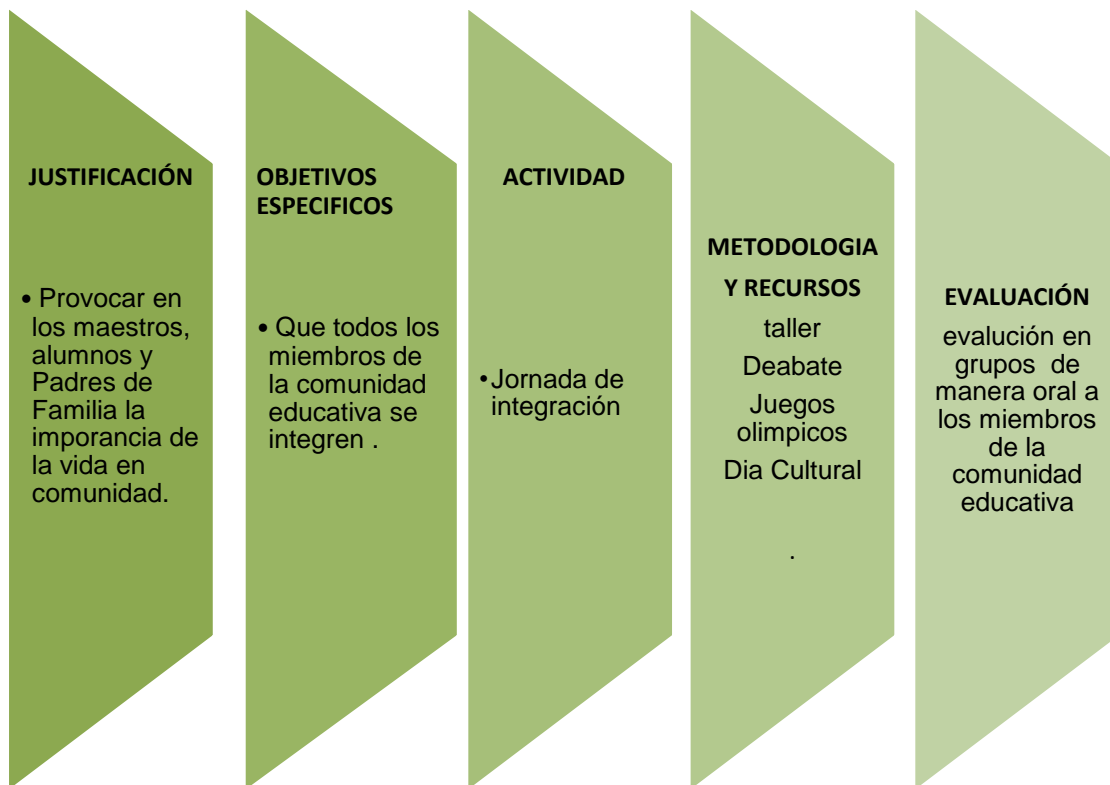 JUSTIFICACIÓN
• Provocar en
los maestros,
alumnos y
Padres de
Familia la
imporancia de
la vida en
comunidad.
OBJETIVOS
ESPECIFICOS
• Que todos los
miembros de
la comunidad
educativa se
integren .
ACTIVIDAD
•Jornada de
integración
METODOLOGIA
Y RECURSOS
taller
Deabate
Juegos
olimpicos
Dia Cultural
.
EVALUACIÓN
evalución en
grupos de
manera oral a
los miembros
de la
comunidad
educativa